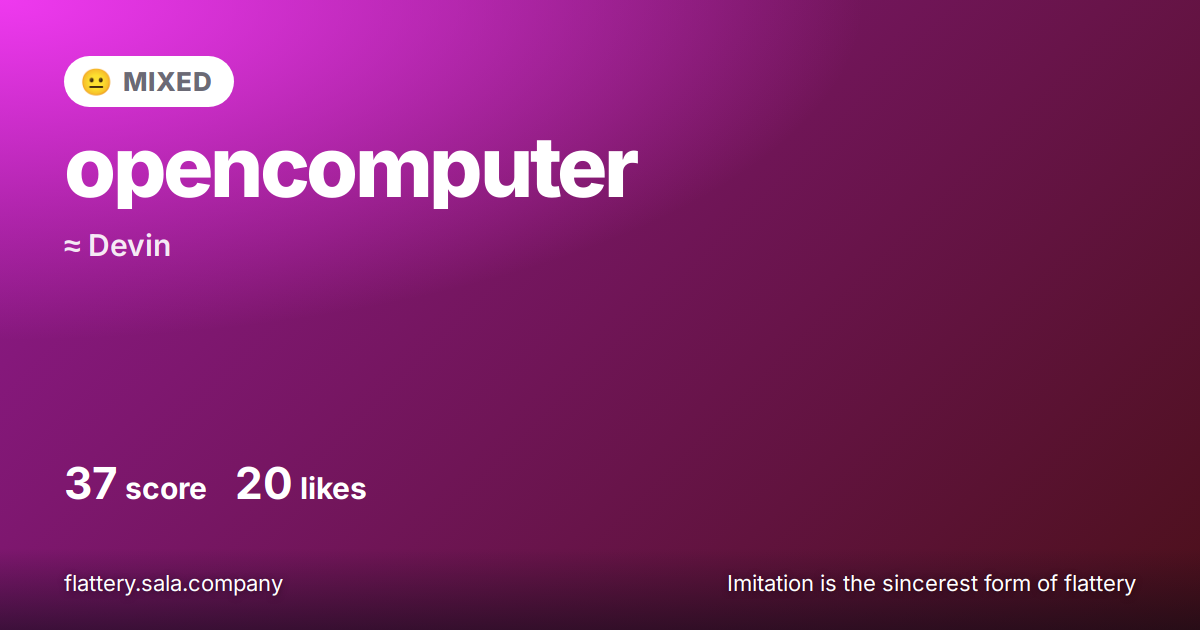 😐 MIXED
opencomputer
≈ Devin
37 score 20 likes
flattery.sala.company
Imitation is the sincerest form of flattery